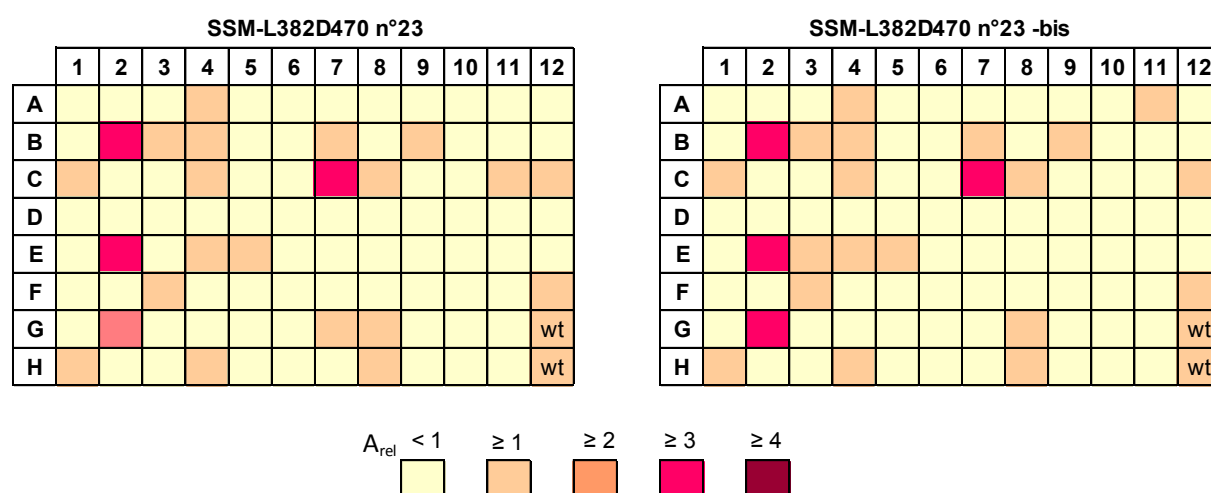 SSM-L382D470 n°23 SSM-L382D470 n°23 -bis
1 2 3 4 5 6 7 8 9 10 11 12 1 2 3 4 5 6 7 8 9 10 11 12
A A
B B
C C
D D
E E
F F
G wt G wt
H wt H wt
Arel < 1 ≥ 1 ≥ 2 ≥ 3 ≥ 4